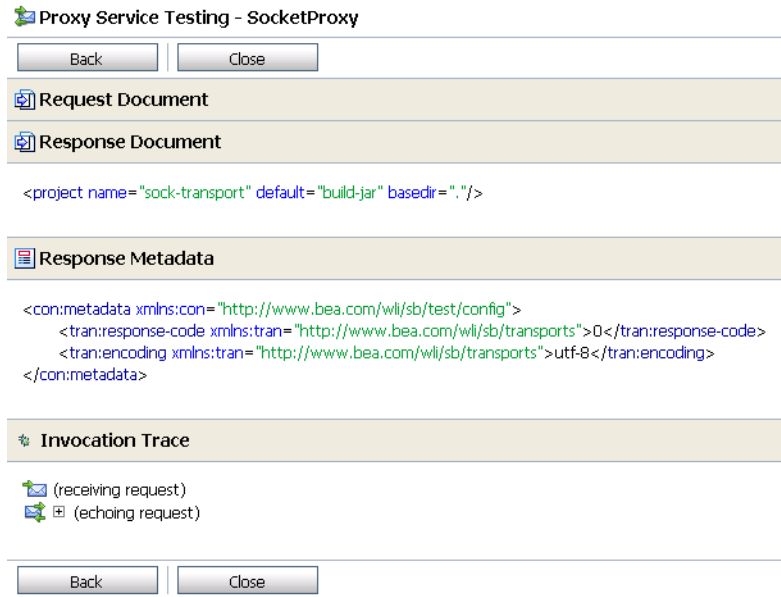 Proxy Service Testing - SocketProxy
Back Close
Request Document
Response Document
<project name="sock-transport" default="build-jar" basedir="."/>
Response Metadata
<con:metadata xmlns:con="http://www.bea.com/wli/sb/test/config">
<tran:response-code xmlns:tran="http://www.bea.com/wli/sb/transports">0</tran:response-code>
<tran:encoding xmlns:tran="http://www.bea.com/wli/sb/transports">utf-8</tran:encoding>
</con:metadata>
Invocation Trace
(receiving request)
(echoing request)
Back Close